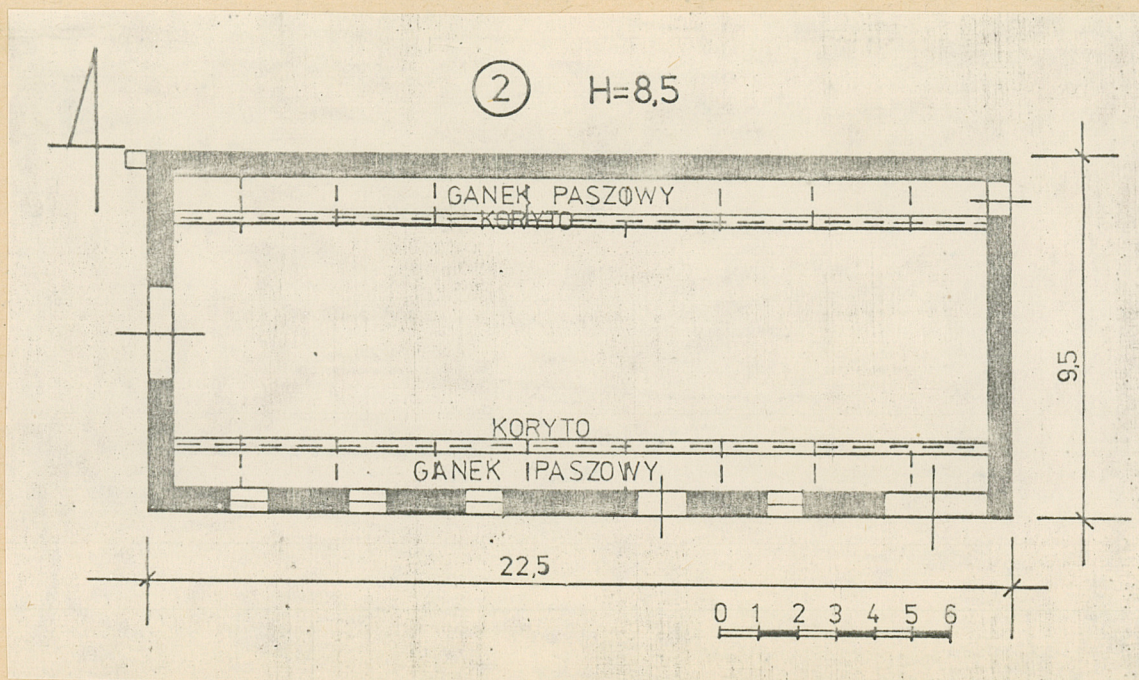 2 H=8,5
GANEK PASZOWY
KORYTO
9,5
KORYTO
GANEK PASZOWY
22,5
0 1 2 3 4 5 6